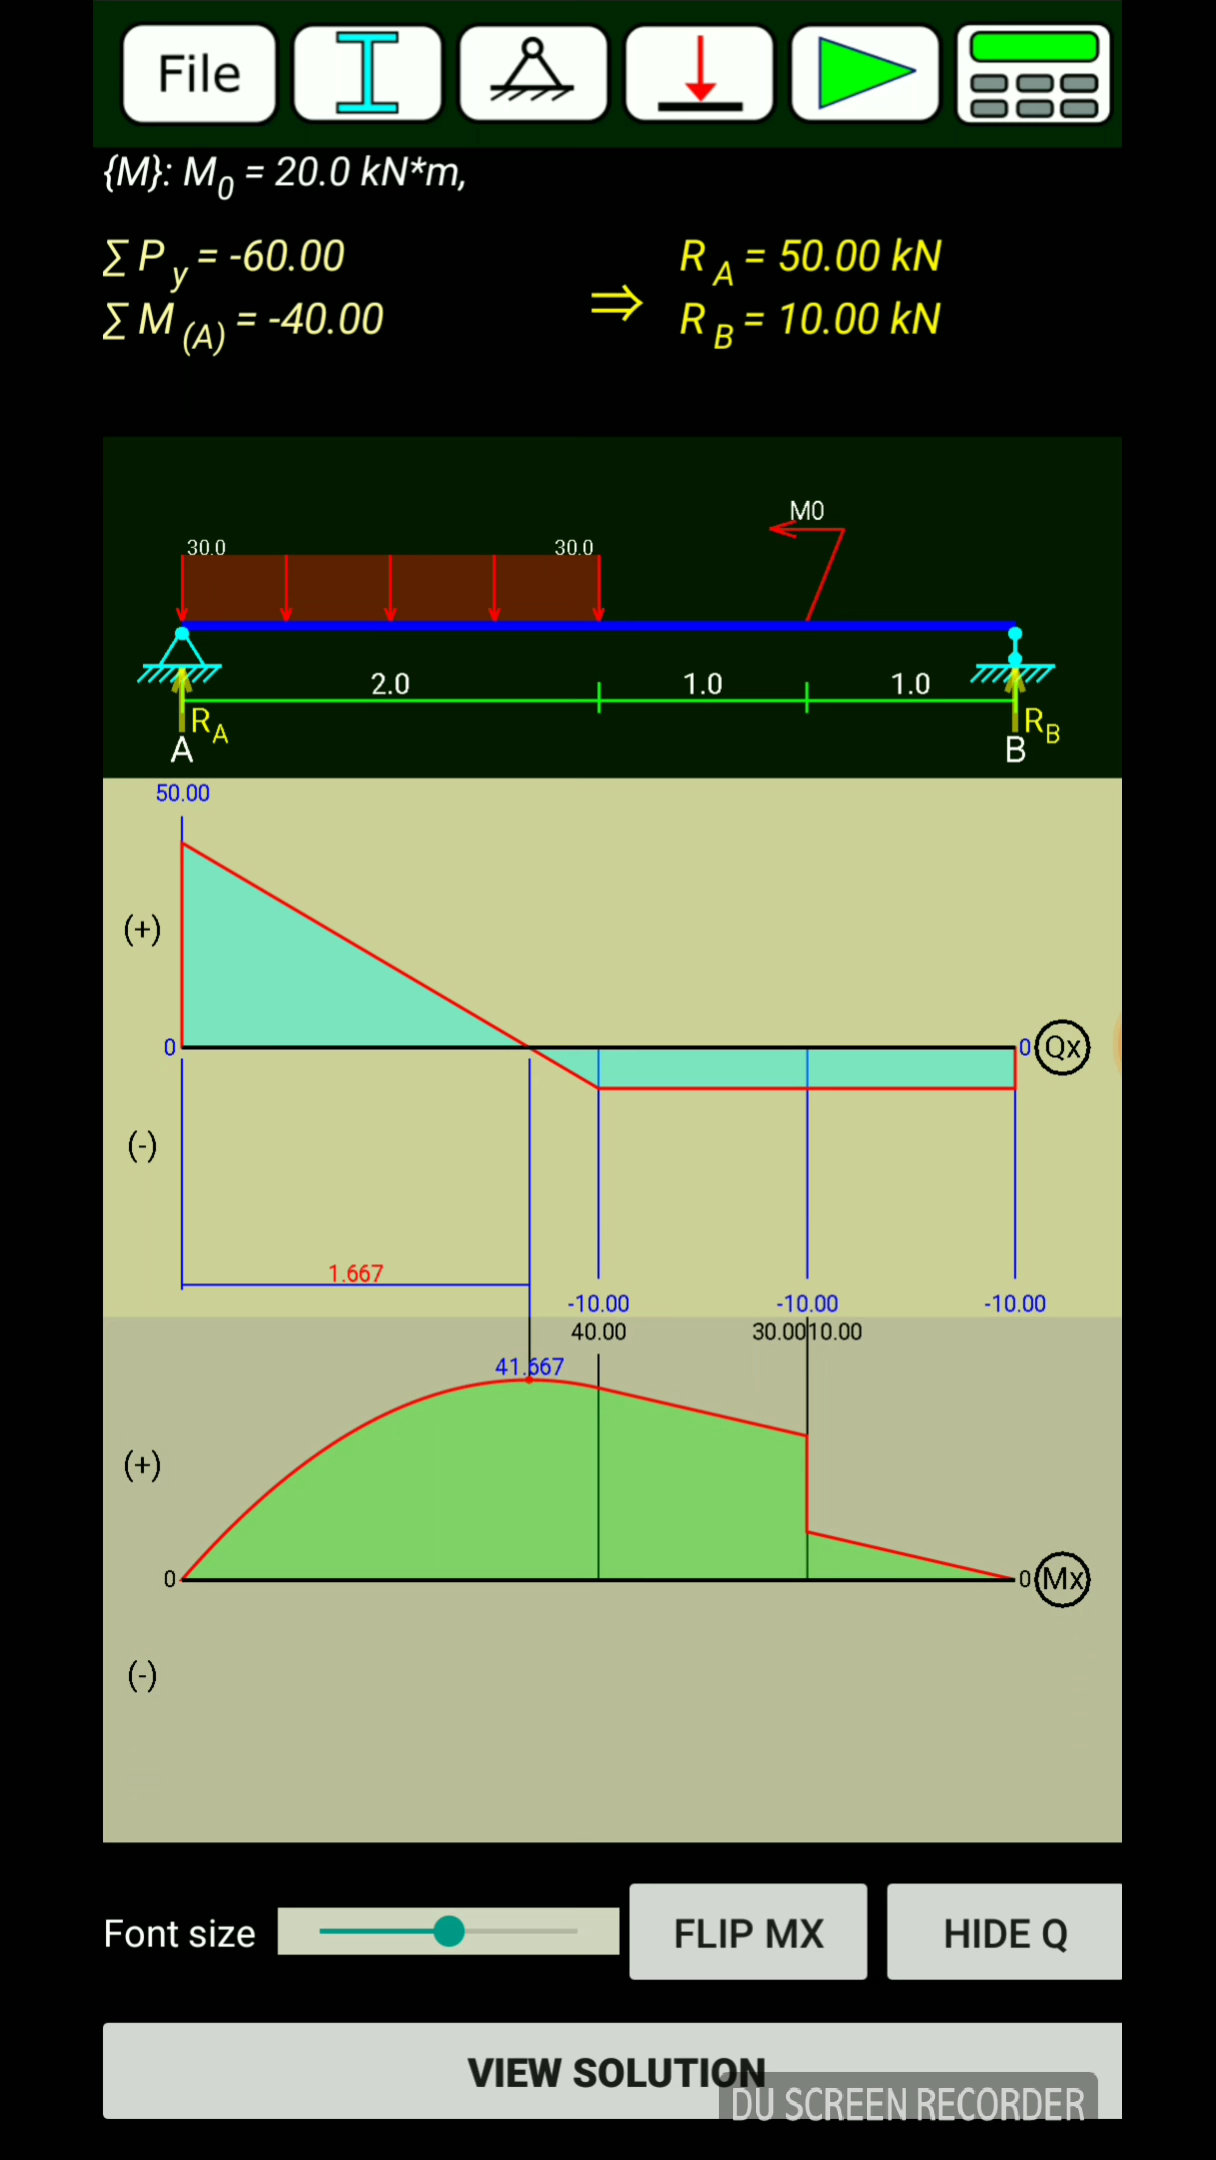 File
{M}: M0 = 20.0 kN*m,
∑ P y = -60.00
R A = 50.00 kN
∑ M (A) = -40.00
⇒
R B = 10.00 kN
M0
30.0 30.0
2.0 1.0 1.0
RA RB
A B
50.00
(+)
0 0 Qx
(-)
1.667
-10.00 -10.00 -10.00
40.00 30.00 10.00
41.667
(+)
0 0 Mx
(-)
Font size FLIP MX HIDE Q
VIEW SOLUTION
DU SCREEN RECORDER